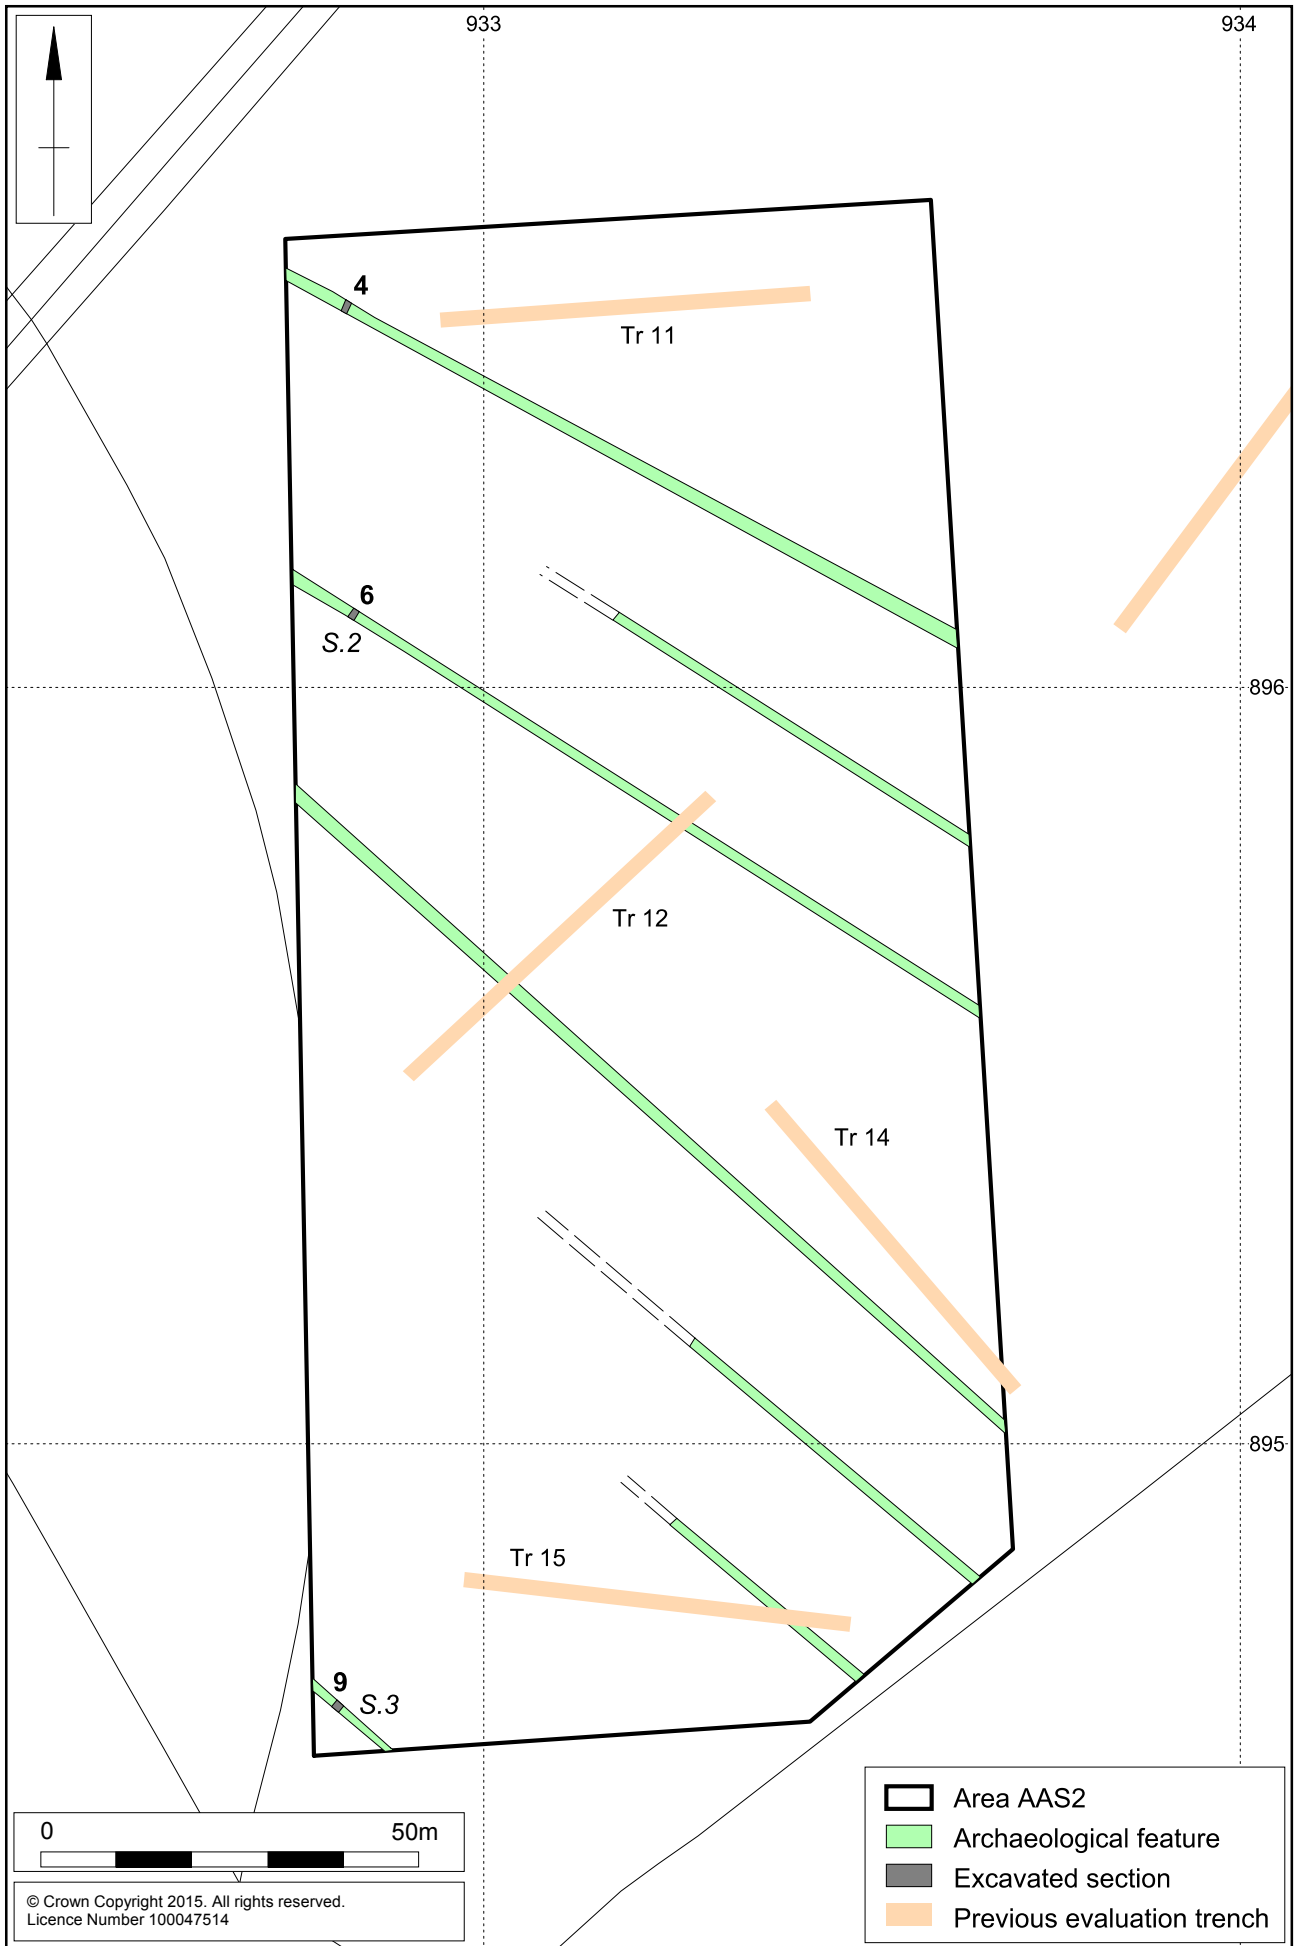 933
934
4
Tr 11
6
S.2
896
Tr 12
Tr 14
895
Tr 15
9
S.3
0 50m
© Crown Copyright 2015. All rights reserved.
Licence Number 100047514
Area AAS2
Archaeological feature
Excavated section
Previous evaluation trench